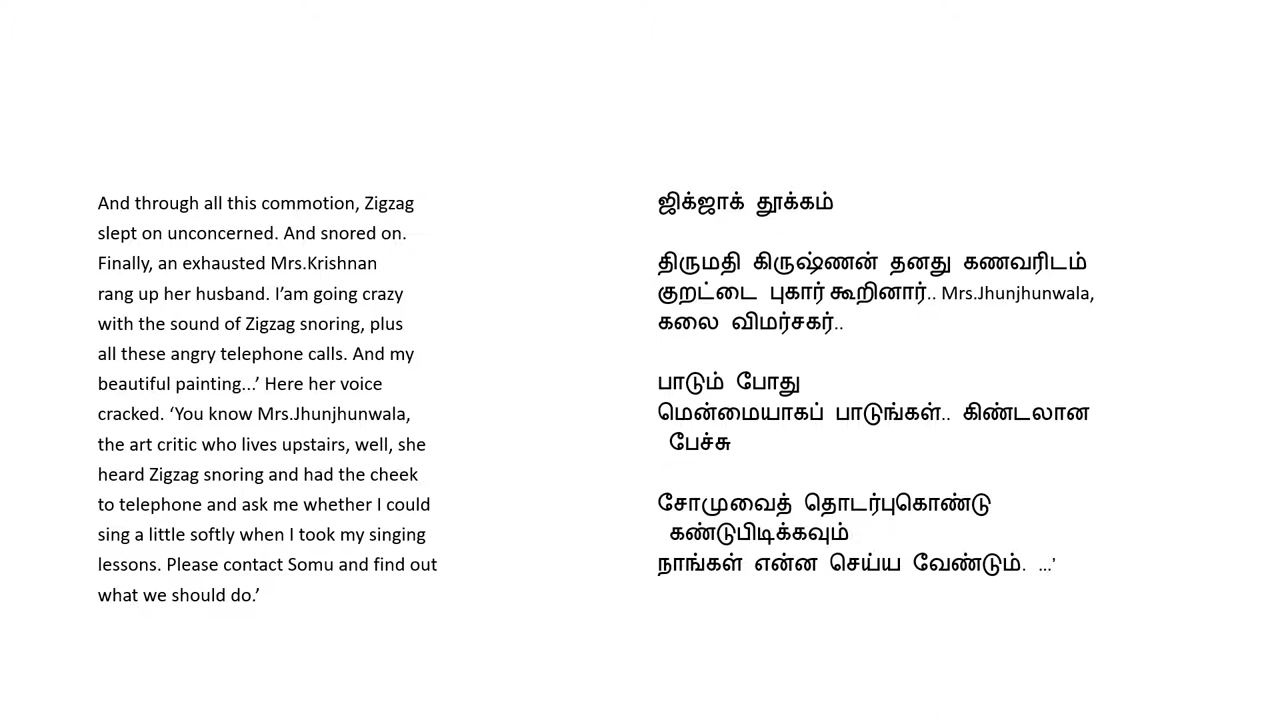 And through all this commotion, Zigzag
slept on unconcerned. And snored on.
Finally, an exhausted Mrs.Krishnan
rang up her husband. I'am going crazy
with the sound of Zigzag snoring, plus
all these angry telephone calls. And my
beautiful painting...’ Here her voice
cracked. ‘You know Mrs.Jhunjhunwala,
the art critic who lives upstairs, well, she
heard Zigzag snoring and had the cheek
to telephone and ask me whether I could
sing a little softly when I took my singing
lessons. Please contact Somu and find out
what we should do.’
ஜிக்ஜாக் தூக்கம்
திருமதி கிருஷ்ணன் தனது கணவரிடம்
குறட்டை புகார் கூறினார்.. Mrs.Jhunjhunwala,
கலை விமர்சகர்..
பாடும் போது
மென்மையாகப் பாடுங்கள்.. கிண்டலான
பேச்சு
சோமுவைத் தொடர்புகொண்டு
கண்டுபிடிக்கவும்
நாங்கள் என்ன செய்ய வேண்டும். ...'